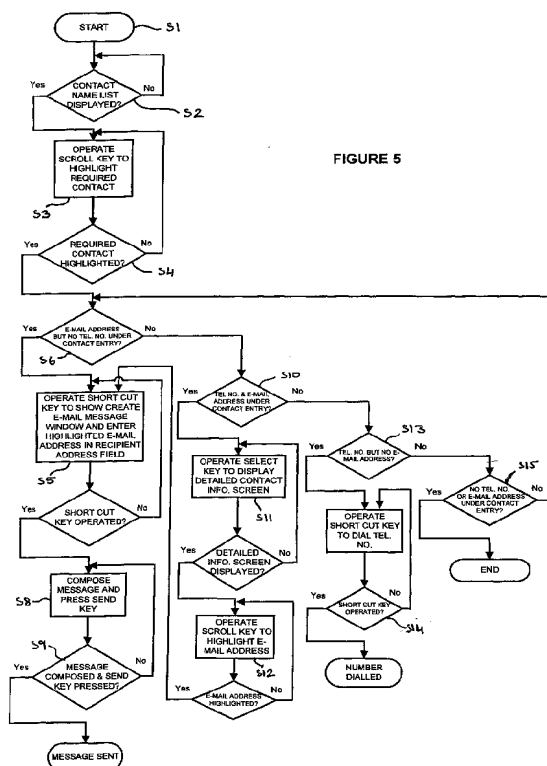 START
S1
CONTACT
NAME LIST
DISPLAYED?
Yes
No
S2
OPERATE
SCROLL KEY TO
HIGHLIGHT
REQUIRED
CONTACT
S3
FIGURE 5
REQUIRED
CONTACT
HIGHLIGHTED?
Yes
No
S4
E-MAIL ADDRESS
BUT NO TEL. NO. UNDER
CONTACT ENTRY?
Yes
No
S6
OPERATE SHORT CUT
KEY TO SHOW CREATE
E-MAIL MESSAGE
WINDOW AND ENTER
HIGHLIGHTED E-MAIL
ADDRESS IN RECIPIENT
ADDRESS FIELD
S5
SHORT CUT
KEY OPERATED?
Yes
No
COMPOSE
MESSAGE AND
PRESS SEND
KEY
S8
S9
MESSAGE
COMPOSED & SEND
KEY PRESSED?
Yes
No
MESSAGE SENT
S10
TEL NO. & E-MAIL
ADDRESS UNDER
CONTACT ENTRY?
Yes
No
OPERATE SELECT
KEY TO DISPLAY
DETAILED CONTACT
INFO. SCREEN
S11
DETAILED
INFO. SCREEN
DISPLAYED?
Yes
No
OPERATE
SCROLL KEY TO
HIGHLIGHT E-
MAIL ADDRESS
S12
E-MAIL ADDRESS
HIGHLIGHTED?
Yes
No
S13
TEL. NO. BUT NO E-
MAIL ADDRESS?
Yes
No
OPERATE
SHORT CUT KEY
TO DIAL TEL.
NO.
SHORT CUT KEY
OPERATED?
Yes
No
S14
NUMBER
DIALLED
S15
NO TEL. NO.
OR E-MAIL ADDRESS
UNDER CONTACT
ENTRY?
Yes
No
END